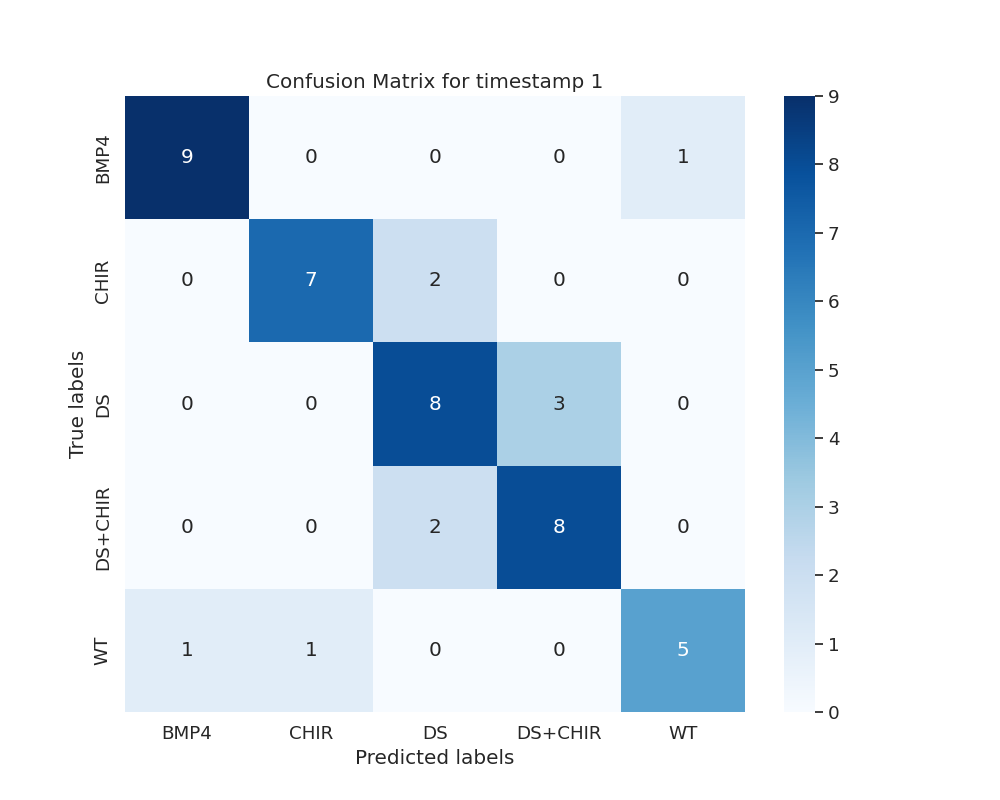 Confusion Matrix for timestamp 1
True labels
BMP4 9 0 0 0 1
CHIR 0 7 2 0 0
DS 0 0 8 3 0
DS+CHIR 0 0 2 8 0
WT 1 1 0 0 5
BMP4 CHIR DS DS+CHIR WT
Predicted labels
9
8
7
6
5
4
3
2
1
0